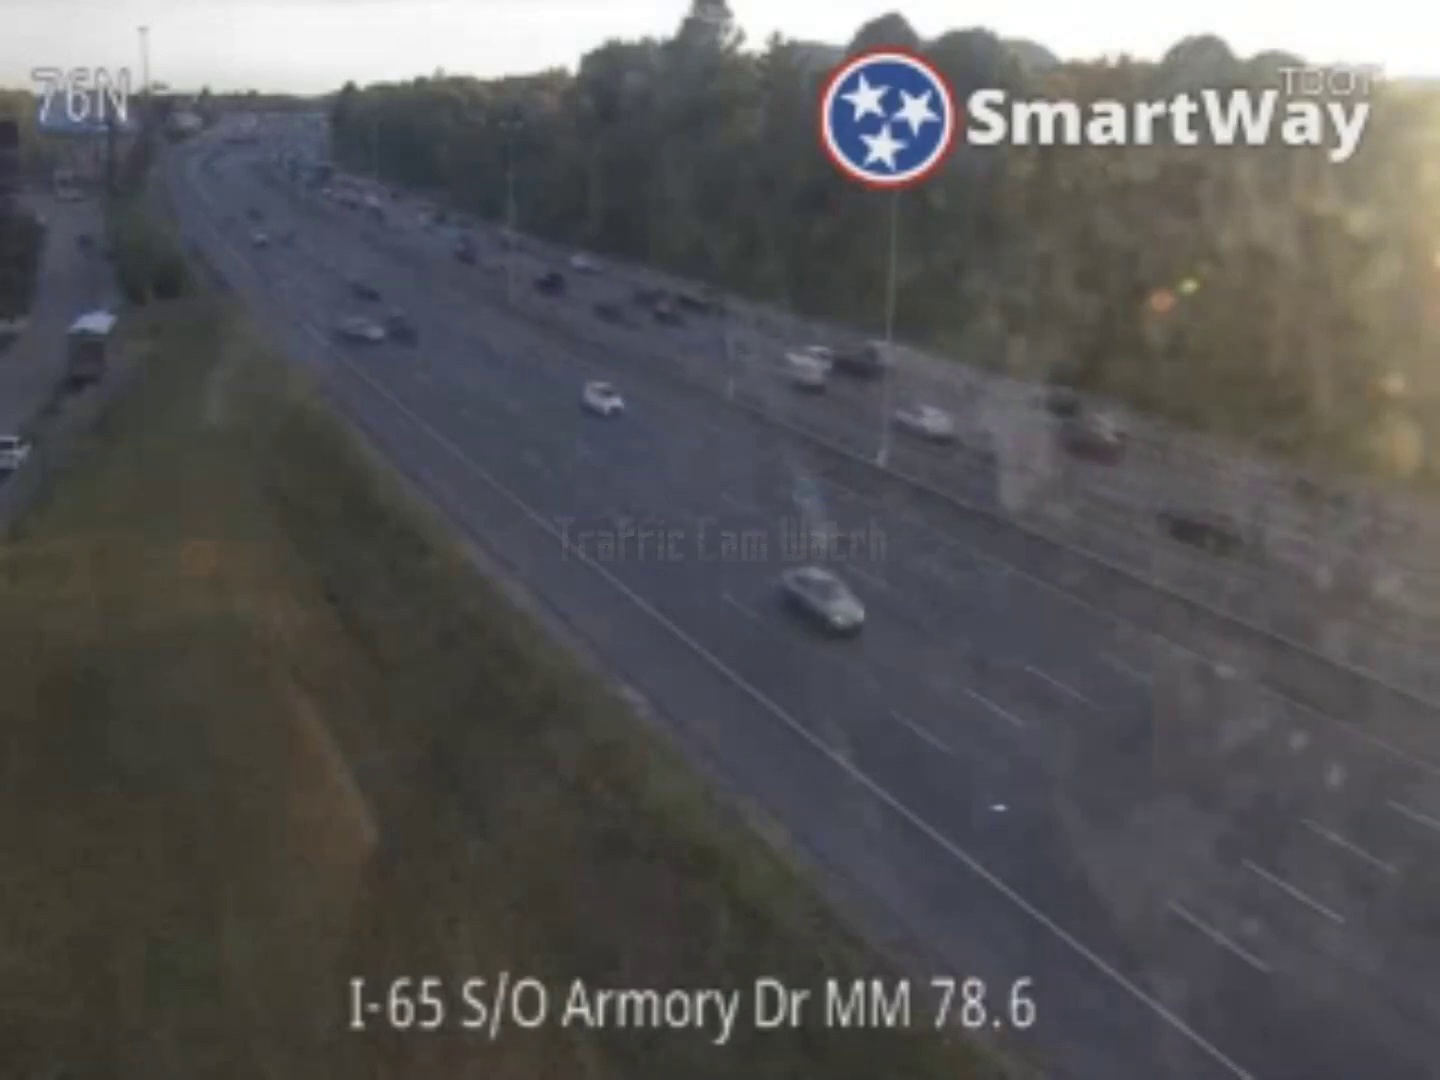 76N
TDOT
SmartWay
Traffic Cam Watch
I-65 S/O Armory Dr MM 78.6